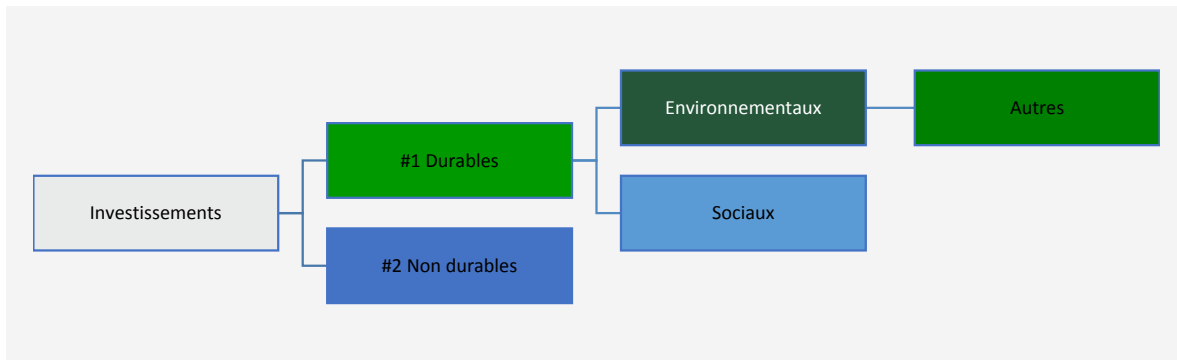 Environnementaux
Autres
#1 Durables
Investissements
Sociaux
#2 Non durables